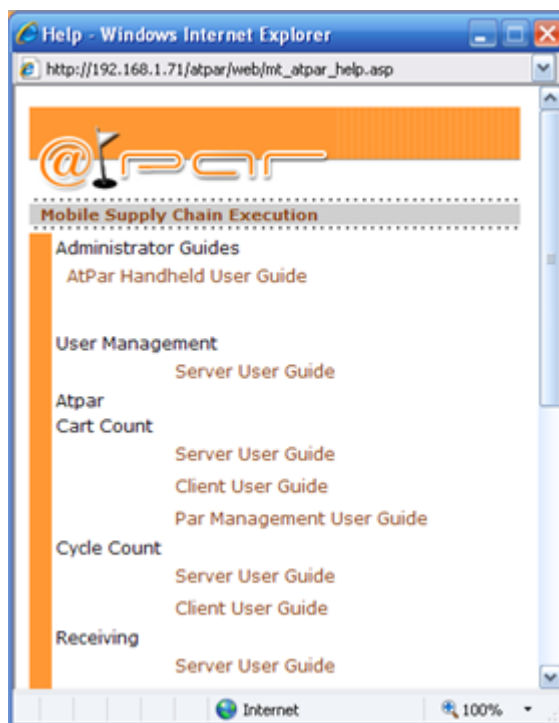 Help - Windows Internet Explorer
http://192.168.1.71/atpar/web/mt_atpar_help.asp
@par
Mobile Supply Chain Execution
Administrator Guides
AtPar Handheld User Guide
User Management
Server User Guide
Atpar
Cart Count
Server User Guide
Client User Guide
Par Management User Guide
Cycle Count
Server User Guide
Client User Guide
Receiving
Server User Guide
Internet
100%